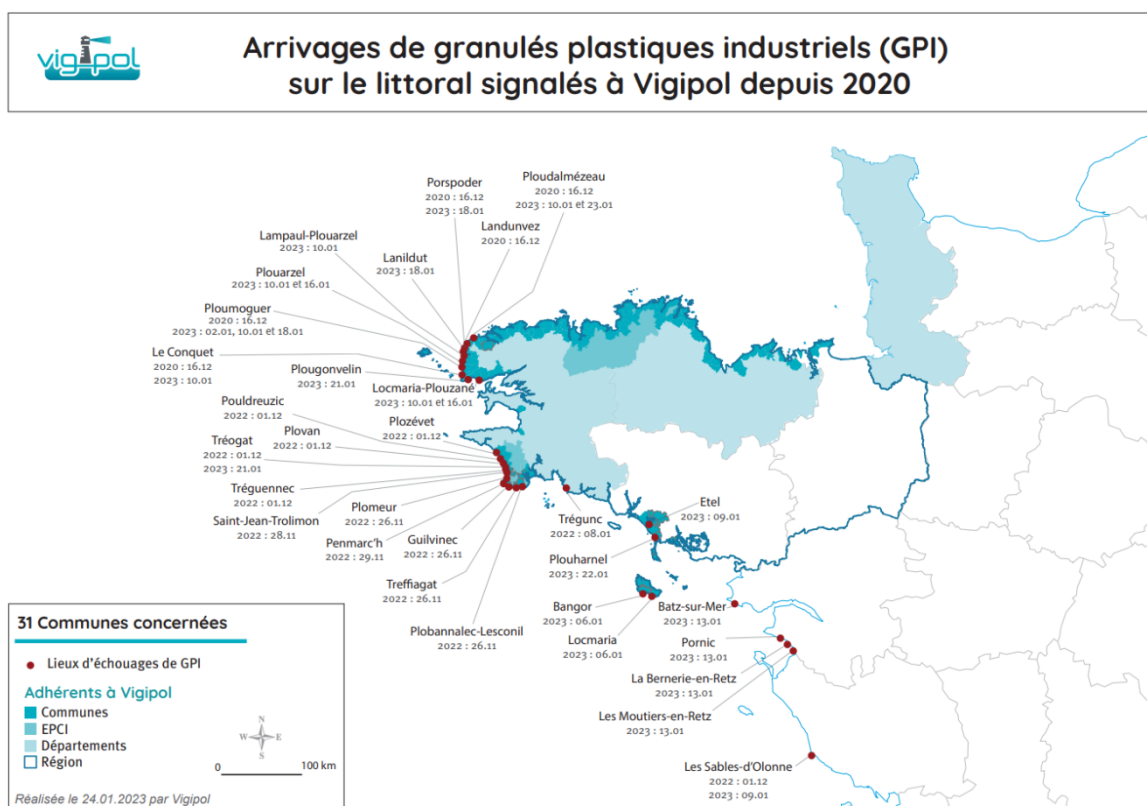 vigipol
Arrivages de granulés plastiques industriels (GPI)
sur le littoral signalés à Vigipol depuis 2020
Porspoder
2020 : 16.12
2023 : 18.01
Ploudalmézeau
2020 : 16.12
2023 : 10.01 et 23.01
Landunvez
2020 : 16.12
Lampaul-Plouarzel
2023 : 10.01
Lanildut
2023 : 18.01
Plouarzel
2023 : 10.01 et 16.01
Ploumoguer
2020 : 16.12
2023 : 02.01, 10.01 et 18.01
Le Conquet
2020 : 16.12
2023 : 10.01
Plougonvelin
2023 : 21.01
Locmaria-Plouzané
2023 : 10.01 et 16.01
Pouldreuzic
2022 : 01.12
Plozévet
2022 : 01.12
Plovan
2022 : 01.12
Tréogat
2022 : 01.12
2023 : 21.01
Tréguennec
2022 : 01.12
Plomeur
2022 : 26.11
Saint-Jean-Trolimon
2022 : 28.11
Penmarc'h
2022 : 29.11
Guilvinec
2022 : 26.11
Treffiagat
2022 : 26.11
Plobannalec-Lesconil
2022 : 26.11
Trégunc
2022 : 08.01
Etel
2023 : 09.01
Plouharnel
2023 : 22.01
Bangor
2023 : 06.01
Locmaria
2023 : 06.01
Batz-sur-Mer
2023 : 13.01
Pornic
2023 : 13.01
La Bernerie-en-Retz
2023 : 13.01
Les Moutiers-en-Retz
2023 : 13.01
Les Sables-d'Olonne
2022 : 01.12
2023 : 09.01
31 Communes concernées
Lieux d'échouages de GPI
Adhérents à Vigipol
Communes
EPCI
Départements
Région
N
W E
S
0 100 km
Réalisée le 24.01.2023 par Vigipol